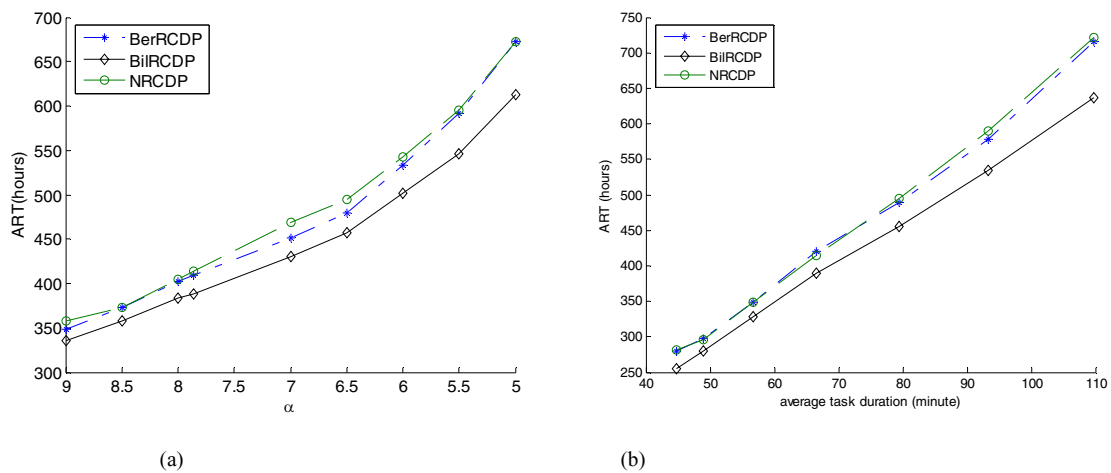 700
650
600
550
500
450
400
350
300
ART(hours)
BerRCDP
BilRCDP
NRCDP
9 8.5 8 7.5 7 6.5 6 5.5 5
α
(a)
750
700
650
600
550
500
450
400
350
300
250
ART (hours)
BerRCDP
BilRCDP
NRCDP
40 50 60 70 80 90 100 110
average task duration (minute)
(b)